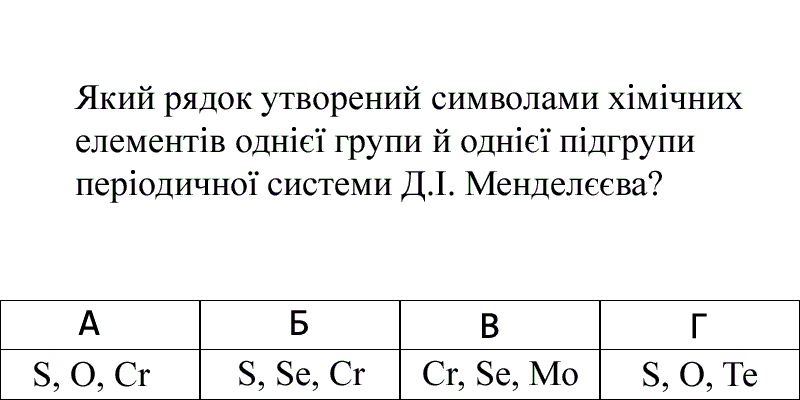 Який рядок утворений символами хімічних
елементів однієї групи й однієї підгрупи
періодичної системи Д.І. Менделєєва?
А Б В Г
S, O, Cr S, Se, Cr Cr, Se, Mo S, O, Te